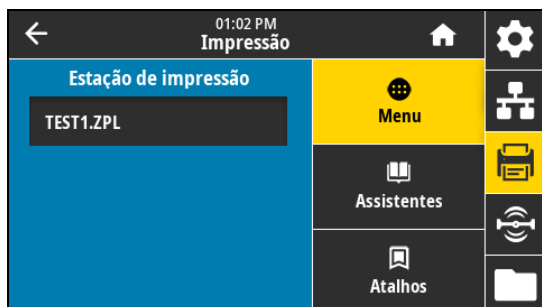 01:02 PM
Impressão
Estação de impressão
TEST1.ZPL
Menu
Assistentes
Atalhos